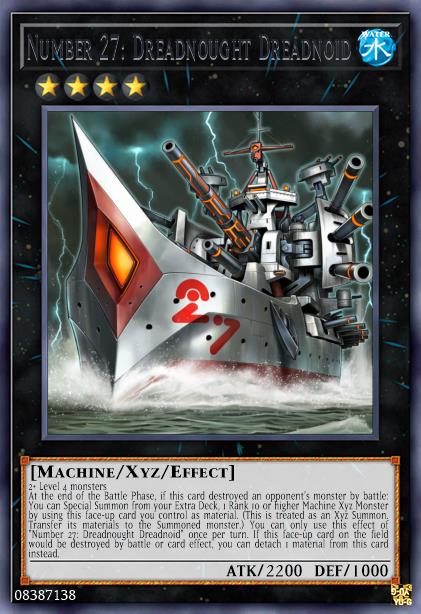 Number 27: Dreadnought Dreadnoid
WATER
水
27
[Machine/Xyz/Effect]
2+ Level 4 monsters
At the end of the Battle Phase, if this card destroyed an opponent's monster by battle:
You can Special Summon from your Extra Deck, 1 Rank 10 or higher Machine Xyz Monster
by using this face-up card you control as material. (This is treated as an Xyz Summon.
Transfer its materials to the Summoned monster.) You can only use this effect of
"Number 27: Dreadnought Dreadnoid" once per turn. If this face-up card on the field
would be destroyed by battle or card effect, you can detach 1 material from this card
instead.
ATK/2200 DEF/1000
08387138